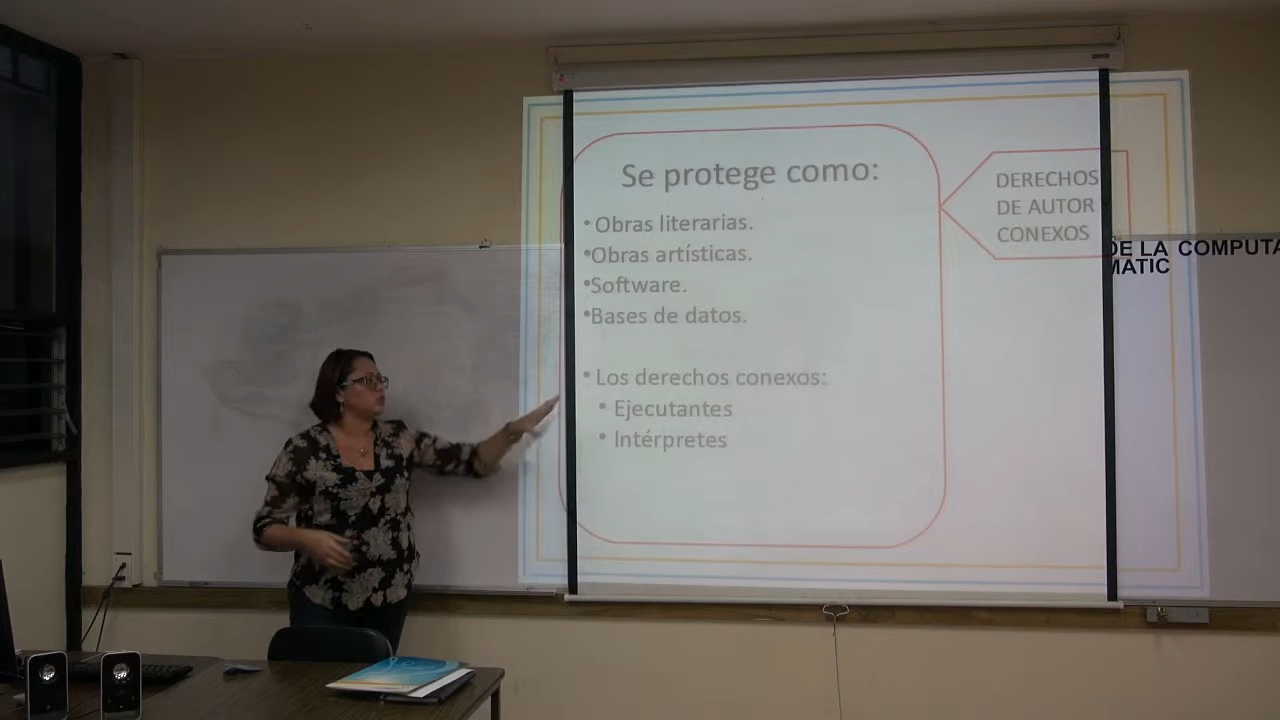 Se protege como:
• Obras literarias.
•Obras artísticas.
•Software.
•Bases de datos.
• Los derechos conexos:
• Ejecutantes
• Intérpretes
DERECHOS
DE AUTOR
CONEXOS
DE LA COMPUTA
MATIC